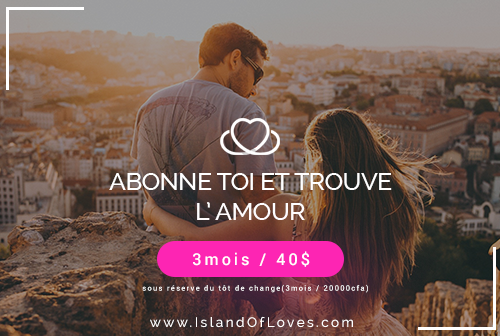 ABONNE TOI ET TROUVE
L' AMOUR
3mois / 40$
sous réserve du tôt de change(3mois / 20000cfa)
www.IslandOfLoves.com